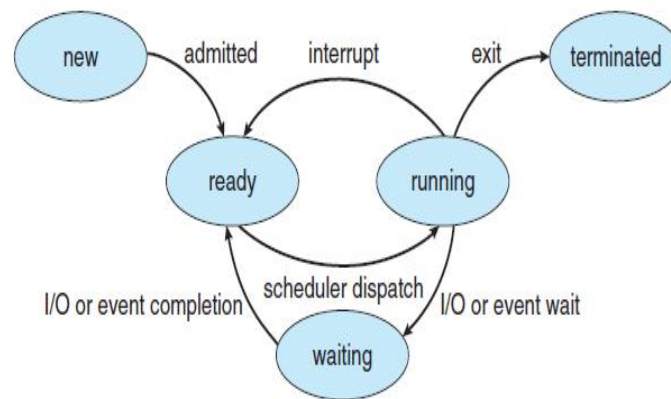 new
admitted
interrupt
exit
terminated
ready
running
scheduler dispatch
I/O or event completion
I/O or event wait
waiting